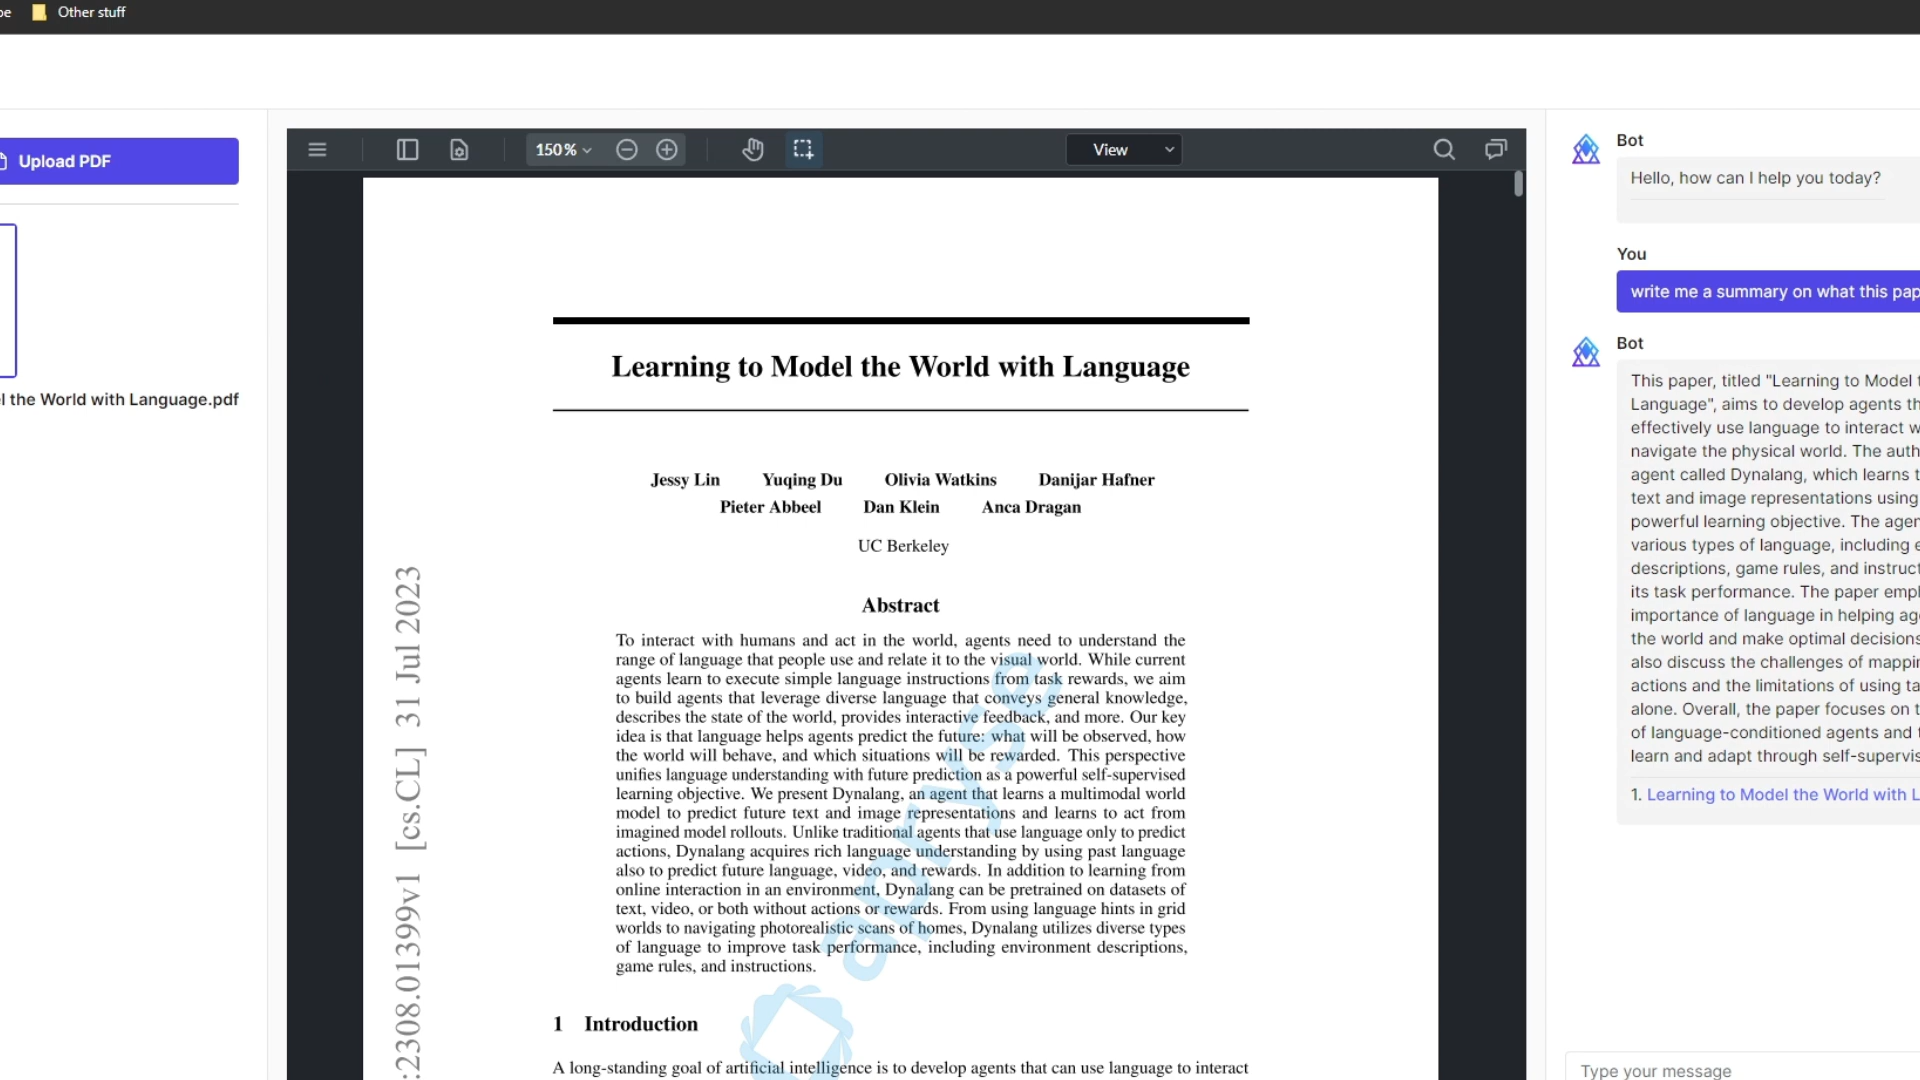 Other stuff
Upload PDF
the World with Language.pdf
150%
View
Learning to Model the World with Language
Jessy Lin Yuqing Du Olivia Watkins Danijar Hafner
Pieter Abbeel Dan Klein Anca Dragan
UC Berkeley
:2308.01399v1 [cs.CL] 31 Jul 2023
Abstract
To interact with humans and act in the world, agents need to understand the
range of language that people use and relate it to the visual world. While current
agents learn to execute simple language instructions from task rewards, we aim
to build agents that leverage diverse language that conveys general knowledge,
describes the state of the world, provides interactive feedback, and more. Our key
idea is that language helps agents predict the future: what will be observed, how
the world will behave, and which situations will be rewarded. This perspective
unifies language understanding with future prediction as a powerful self-supervised
learning objective. We present Dynalang, an agent that learns a multimodal world
model to predict future text and image representations and learns to act from
imagined model rollouts. Unlike traditional agents that use language only to predict
actions, Dynalang acquires rich language understanding by using past language
also to predict future language, video, and rewards. In addition to learning from
online interaction in an environment, Dynalang can be pretrained on datasets of
text, video, or both without actions or rewards. From using language hints in grid
worlds to navigating photorealistic scans of homes, Dynalang utilizes diverse types
of language to improve task performance, including environment descriptions,
game rules, and instructions.
apryse
1 Introduction
A long-standing goal of artificial intelligence is to develop agents that can use language to interact
Bot
Hello, how can I help you today?
You
write me a summary on what this pap
Bot
This paper, titled "Learning to Model
Language", aims to develop agents th
effectively use language to interact w
navigate the physical world. The auth
agent called Dynalang, which learns t
text and image representations using
powerful learning objective. The agen
various types of language, including e
descriptions, game rules, and instruct
its task performance. The paper emp
importance of language in helping ag
the world and make optimal decisions
also discuss the challenges of mappin
actions and the limitations of using ta
alone. Overall, the paper focuses on t
of language-conditioned agents and
learn and adapt through self-supervis
1. Learning to Model the World with L
Type your message